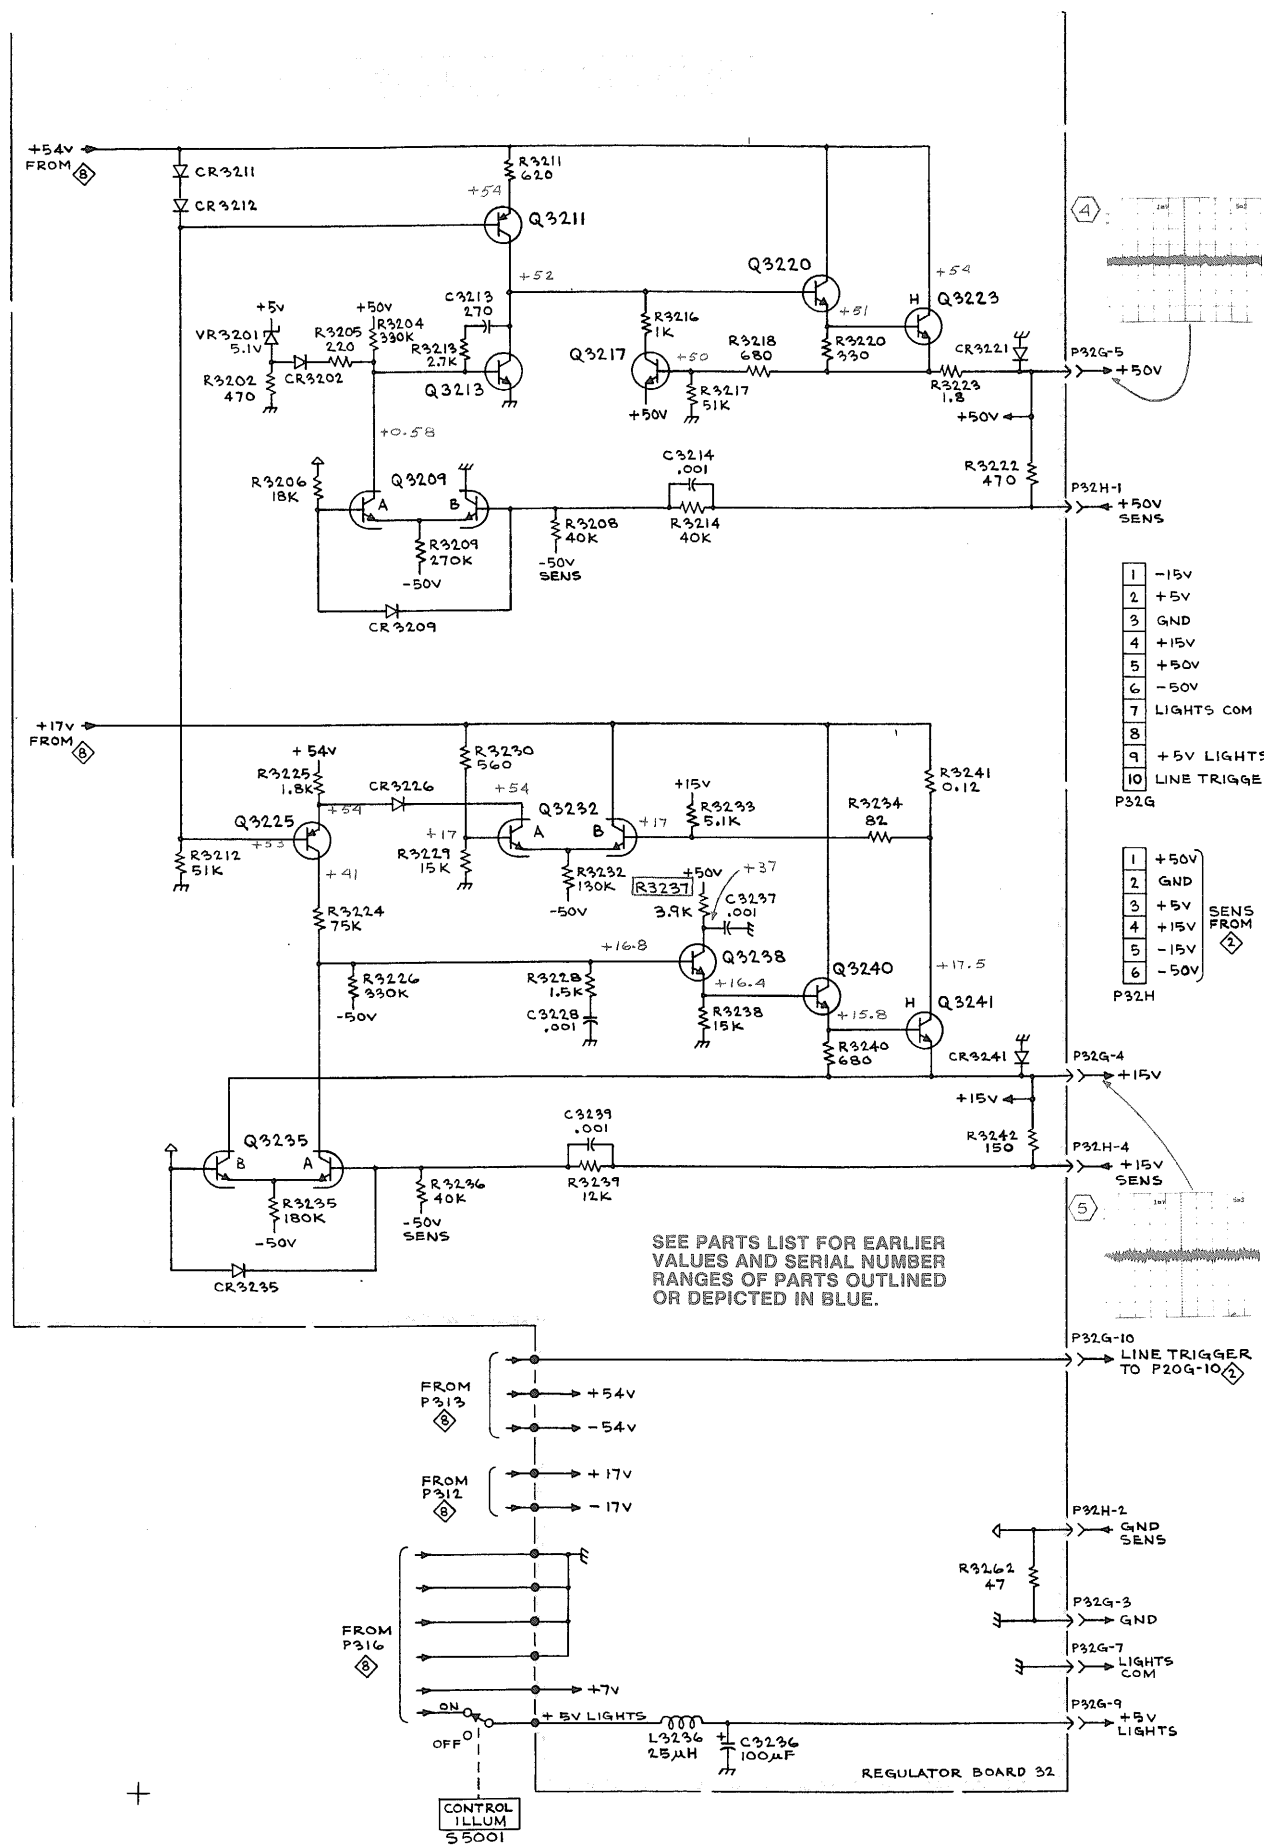 +54V
FROM 8
CR3211
CR3212
R3211
620
+54
Q3211
+52
Q3220
+54
H
Q3223
+51
4
1mV
5mS
+5V
VR3201
5.1V
R3205
220
+50V
R3204
330K
C3213
270
R3213
2.7K
Q3213
R3202
470
CR3202
R3216
1K
Q3217
+50
R3218
680
R3220
330
CR3221
P32G-5
+50V
R3217
51K
+50V
R3223
1.8
+50V
+0.58
R3206
18K
Q3209
A
B
C3214
.001
R3222
470
P32H-1
+50V
SENS
R3209
270K
-50V
R3208
40K
-50V
SENS
R3214
40K
CR3209
1 -15V
2 +5V
3 GND
4 +15V
5 +50V
6 -50V
7 LIGHTS COM
8
9 +5V LIGHTS
10 LINE TRIGGE
P32G
+17V
FROM 8
+54V
R3225
1.8K
CR3226
+54
+54
R3230
560
Q3232
A
B
+17
+15V
R3233
5.1K
R3234
82
R3241
0.12
Q3225
+53
+17
R3212
51K
+41
R3229
15K
R3232
130K
-50V
+50V
R3237
3.9K
+37
C3237
.001
1 +50V
2 GND
3 +5V
4 +15V
5 -15V
6 -50V
SENS
FROM
2
P32H
R3224
75K
+16.8
Q3238
R3226
330K
-50V
R3228
1.5K
C3228
.001
+16.4
R3238
15K
Q3240
+15.8
+17.5
H
Q3241
R3240
680
CR3241
P32G-4
+15V
+15V
Q3235
B
A
C3239
.001
R3242
150
P32H-4
+15V
SENS
R3235
180K
-50V
R3236
40K
-50V
SENS
R3239
12K
CR3235
5
1mV
5mS
SEE PARTS LIST FOR EARLIER
VALUES AND SERIAL NUMBER
RANGES OF PARTS OUTLINED
OR DEPICTED IN BLUE.
P32G-10
LINE TRIGGER
TO P20G-10 2
FROM
P313
8
+54V
-54V
FROM
P312
8
+17V
-17V
P32H-2
GND
SENS
R3262
47
P32G-3
GND
FROM
P316
8
P32G-7
LIGHTS
COM
+7V
ON
OFF
+5V LIGHTS
P32G-9
+5V
LIGHTS
L3236
25µH
+
C3236
100µF
REGULATOR BOARD 32
CONTROL
ILLUM
S5001